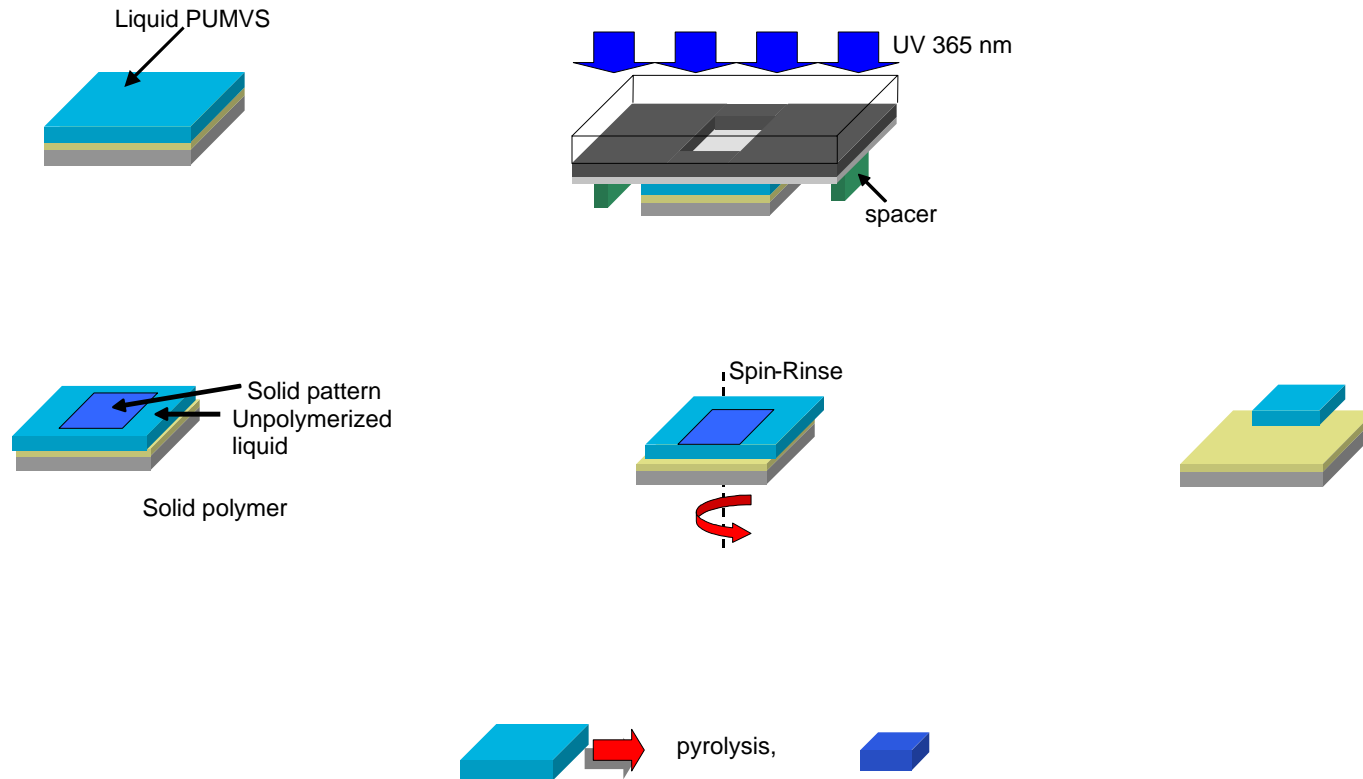 Liquid PUMVS
UV 365 nm
spacer
Solid pattern
Unpolymerized
liquid
Solid polymer
Spin-Rinse
pyrolysis,